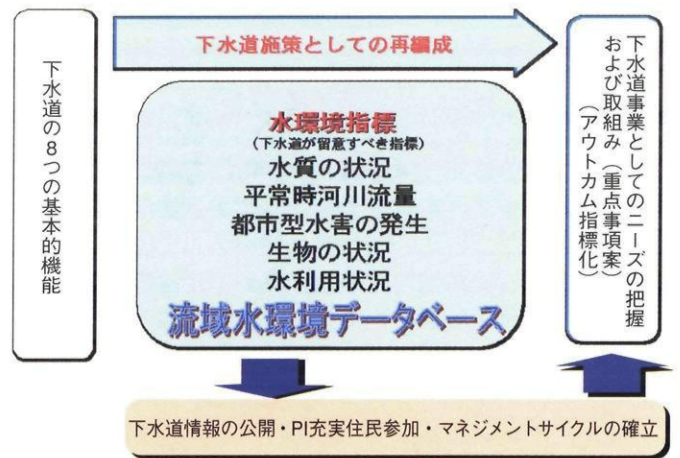 下水道の8つの基本的機能
下水道施策としての再編成
水環境指標
(下水道が留意すべき指標)
水質の状況
平常時河川流量
都市型水害の発生
生物の状況
水利用状況
流域水環境データベース
下水道事業としてのニーズの把握
および取組み(重点事項案)
(アウトカム指標化)
下水道情報の公開・PI充実住民参加・マネジメントサイクルの確立